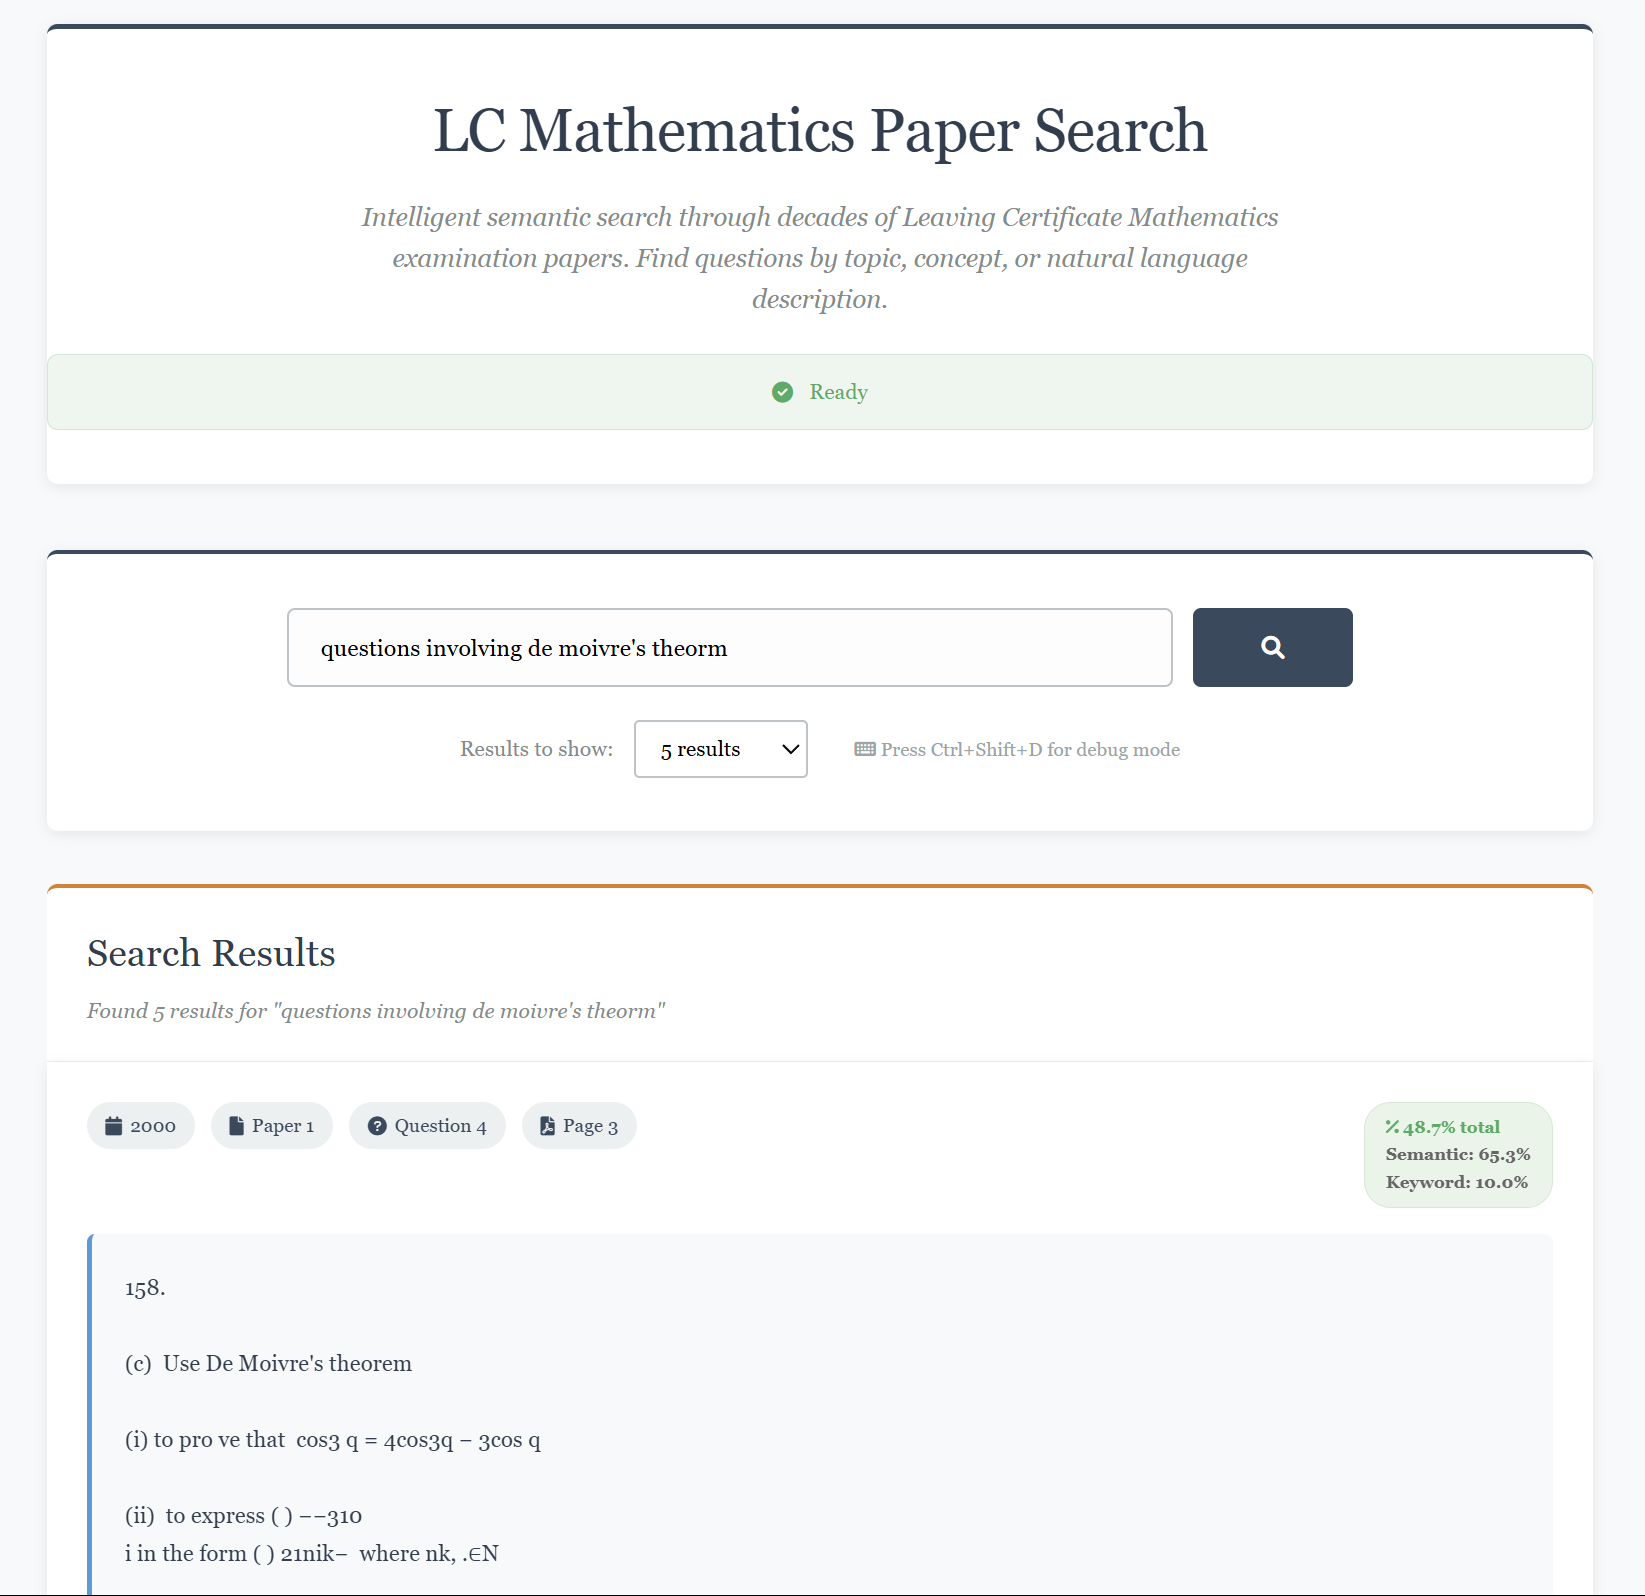 LC Mathematics Paper Search
Intelligent semantic search through decades of Leaving Certificate Mathematics
examination papers. Find questions by topic, concept, or natural language
description.
Ready
questions involving de moivre's theorm
Results to show:
5 results
Press Ctrl+Shift+D for debug mode
Search Results
Found 5 results for "questions involving de moivre's theorm"
2000
Paper 1
Question 4
Page 3
48.7% total
Semantic: 65.3%
Keyword: 10.0%
158.
(c)  Use De Moivre's theorem
(i) to pro ve that  cos3 q = 4cos3q − 3cos q
(ii)  to express ( ) −−310
i in the form ( ) 21nik−  where nk, .∈N